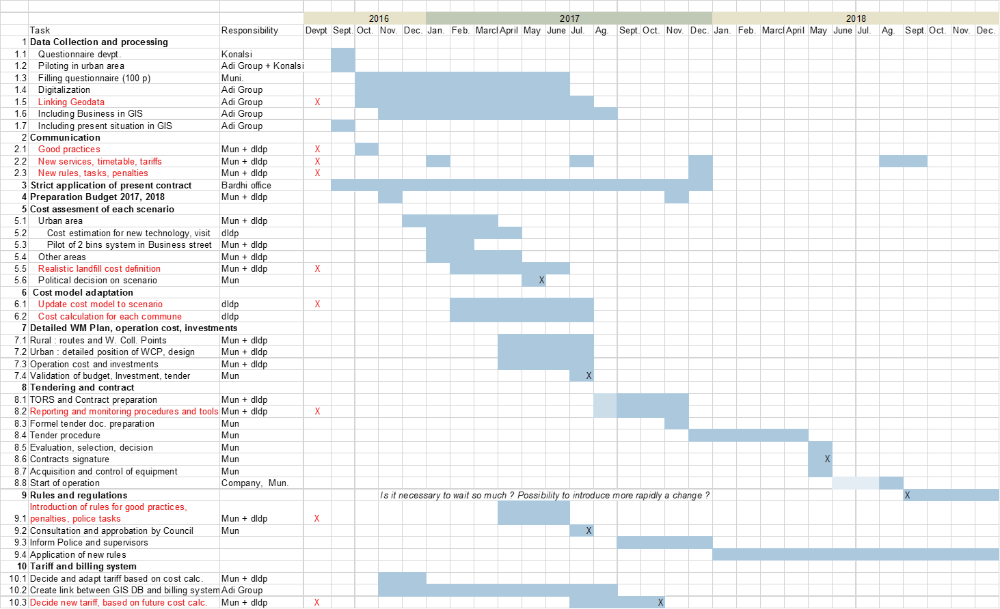 2016 2017 2018
Task Responsibility Devpt Sept. Oct. Nov. Dec. Jan. Feb. Marcl April May June Jul. Ag. Sept. Oct. Nov. Dec. Jan. Feb. Marcl April May June Jul. Ag. Sept. Oct. Nov. Dec.
1 Data Collection and processing
1.1 Questionnaire devpt. Konalsi
1.2 Piloting in urban area Adi Group + Konalsi
1.3 Filling questionnaire (100 p) Muni.
1.4 Digitalization Adi Group
1.5 Linking Geodata Adi Group X
1.6 Including Business in GIS Adi Group
1.7 Including present situation in GIS Adi Group
2 Communication
2.1 Good practices Mun + dldp X
2.2 New services, timetable, tariffs Mun + dldp X
2.3 New rules, tasks, penalties Mun + dldp X
3 Strict application of present contract Bardhi office
4 Preparation Budget 2017, 2018 Mun + dldp
5 Cost assesment of each scenario
5.1 Urban area Mun + dldp
5.2 Cost estimation for new technology, visit dldp
5.3 Pilot of 2 bins system in Business street Mun + dldp
5.4 Other areas Mun + dldp
5.5 Realistic landfill cost definition Mun + dldp X
5.6 Political decision on scenario Mun X
6 Cost model adaptation
6.1 Update cost model to scenario dldp X
6.2 Cost calculation for each commune dldp
7 Detailed WM Plan, operation cost, investments
7.1 Rural : routes and W. Coll. Points Mun + dldp
7.2 Urban : detailed position of WCP, design Mun + dldp
7.3 Operation cost and investments Mun + dldp
7.4 Validation of budget, Investment, tender Mun X
8 Tendering and contract
8.1 TORS and Contract preparation Mun + dldp
8.2 Reporting and monitoring procedures and tools Mun + dldp X
8.3 Formel tender doc. preparation Mun
8.4 Tender procedure Mun
8.5 Evaluation, selection, decision Mun
8.6 Contracts signature Mun X
8.7 Acquisition and control of equipment Mun
8.8 Start of operation Company, Mun.
9 Rules and regulations Is it necessary to wait so much ? Possibility to introduce more rapidly a change ? X
Introduction of rules for good practices,
9.1 penalties, police tasks Mun + dldp X
9.2 Consultation and approbation by Council Mun X
9.3 Inform Police and supervisors
9.4 Application of new rules
10 Tariff and billing system
10.1 Decide and adapt tariff based on cost calc. Mun + dldp
10.2 Create link between GIS DB and billing system Adi Group
10.3 Decide new tariff, based on future cost calc. Mun + dldp X X